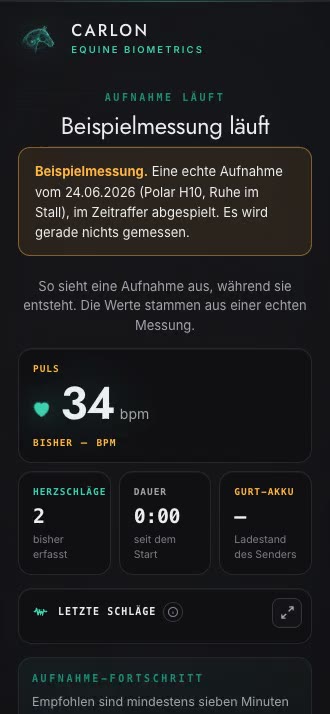 CARLON
EQUINE BIOMETRICS
AUFNAHME LÄUFT
Beispielmessung läuft
Beispielmessung. Eine echte Aufnahme
vom 24.06.2026 (Polar H10, Ruhe im
Stall), im Zeitraffer abgespielt. Es wird
gerade nichts gemessen.
So sieht eine Aufnahme aus, während sie
entsteht. Die Werte stammen aus einer echten
Messung.
PULS
34 bpm
BISHER – BPM
HERZSCHLÄGE
2
bisher
erfasst
DAUER
0:00
seit dem
Start
GURT-AKKU
–
Ladestand
des Senders
LETZTE SCHLÄGE
AUFNAHME-FORTSCHRITT
Empfohlen sind mindestens sieben Minuten